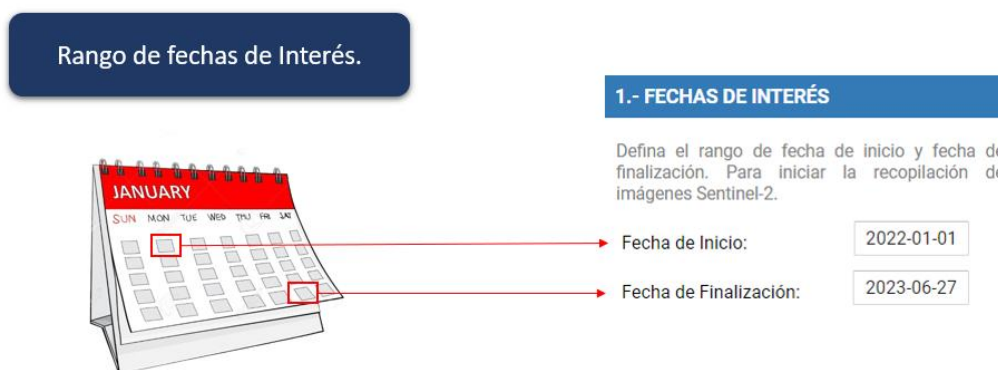 Rango de fechas de Interés.
1.- FECHAS DE INTERÉS
Defina el rango de fecha de inicio y fecha de
finalización. Para iniciar la recopilación de
imágenes Sentinel-2.
JANUARY
SUN MON TUE WED THU FRI SAT
Fecha de Inicio: 2022-01-01
Fecha de Finalización: 2023-06-27